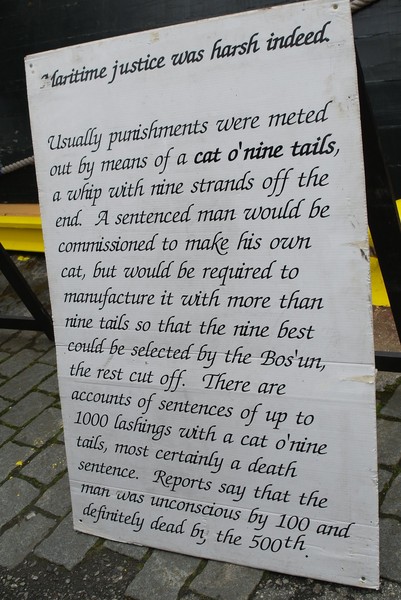 Maritime justice was harsh indeed.
Usually punishments were meted
out by means of a cat o'nine tails,
a whip with nine strands off the
end. A sentenced man would be
commissioned to make his own
cat, but would be required to
manufacture it with more than
nine tails so that the nine best
could be selected by the Bos'un,
the rest cut off. There are
accounts of sentences of up to
1000 lashings with a cat o'nine
tails, most certainly a death
sentence. Reports say that the
man was unconscious by 100 and
definitely dead by the 500th.